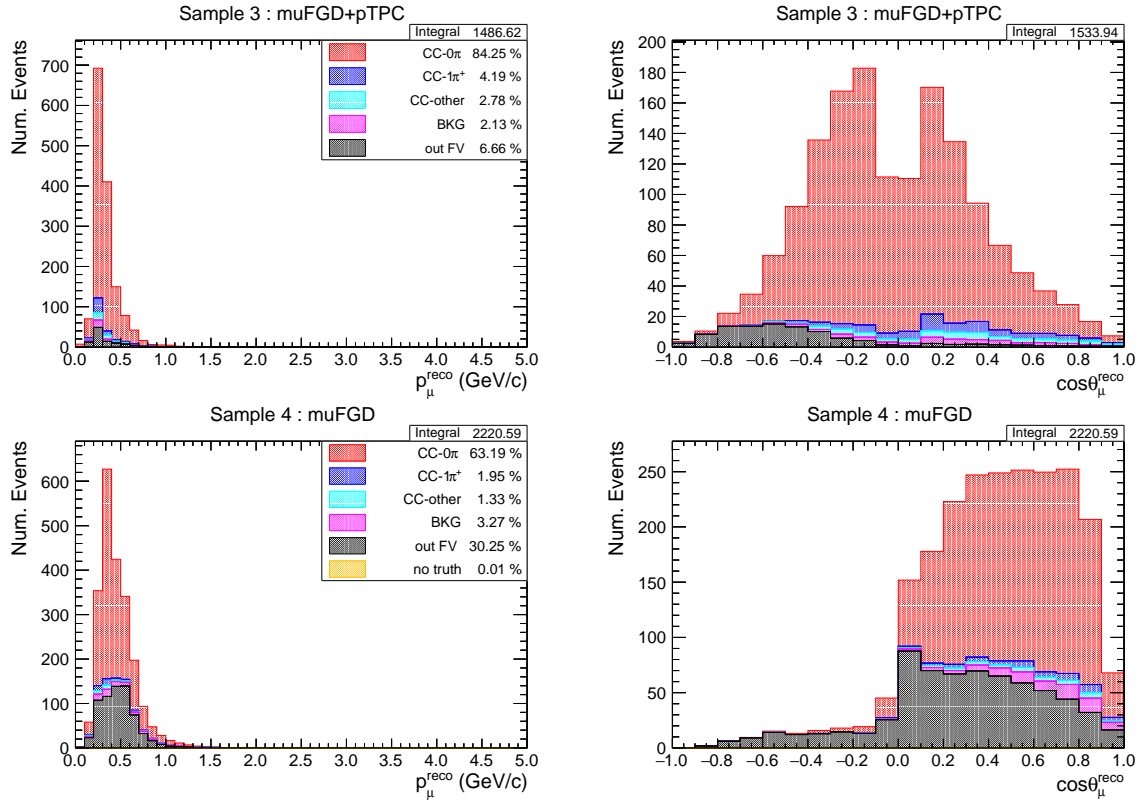 Sample 3 : muFGD+pTPC
Integral 1486.62
CC-0π 84.25 %
CC-1π⁺ 4.19 %
CC-other 2.78 %
BKG 2.13 %
out FV 6.66 %
Num. Events
0 100 200 300 400 500 600 700
0.0 0.5 1.0 1.5 2.0 2.5 3.0 3.5 4.0 4.5 5.0
p_μ^reco (GeV/c)
Sample 3 : muFGD+pTPC
Integral 1533.94
Num. Events
0 20 40 60 80 100 120 140 160 180 200
−1.0 −0.8 −0.6 −0.4 −0.2 0.0 0.2 0.4 0.6 0.8 1.0
cosθ_μ^reco
Sample 4 : muFGD
Integral 2220.59
CC-0π 63.19 %
CC-1π⁺ 1.95 %
CC-other 1.33 %
BKG 3.27 %
out FV 30.25 %
no truth 0.01 %
Num. Events
0 100 200 300 400 500 600
0.0 0.5 1.0 1.5 2.0 2.5 3.0 3.5 4.0 4.5 5.0
p_μ^reco (GeV/c)
Sample 4 : muFGD
Integral 2220.59
Num. Events
0 50 100 150 200 250
−1.0 −0.8 −0.6 −0.4 −0.2 0.0 0.2 0.4 0.6 0.8 1.0
cosθ_μ^reco